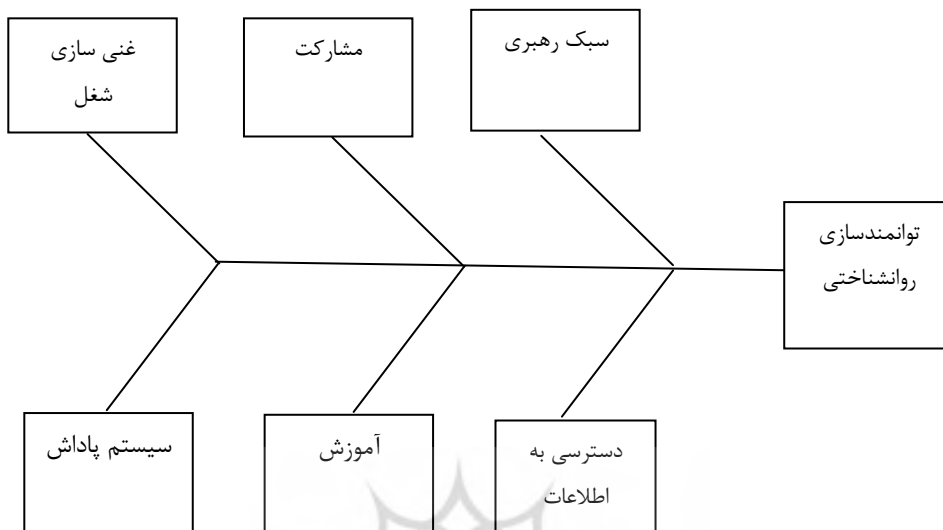 سبک رهبری
مشارکت
غنی سازی
شغل
توانمندسازی
روانشناختی
دسترسی به
اطلاعات
آموزش
سیستم پاداش